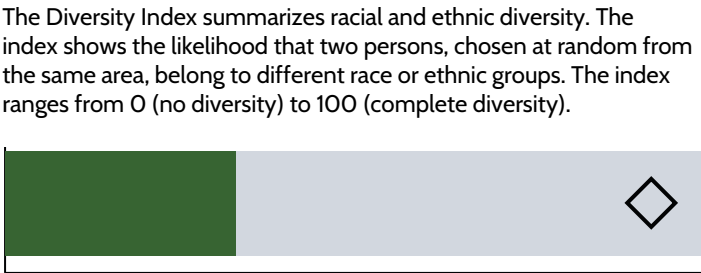 The Diversity Index summarizes racial and ethnic diversity. The
index shows the likelihood that two persons, chosen at random from
the same area, belong to different race or ethnic groups. The index
ranges from 0 (no diversity) to 100 (complete diversity).